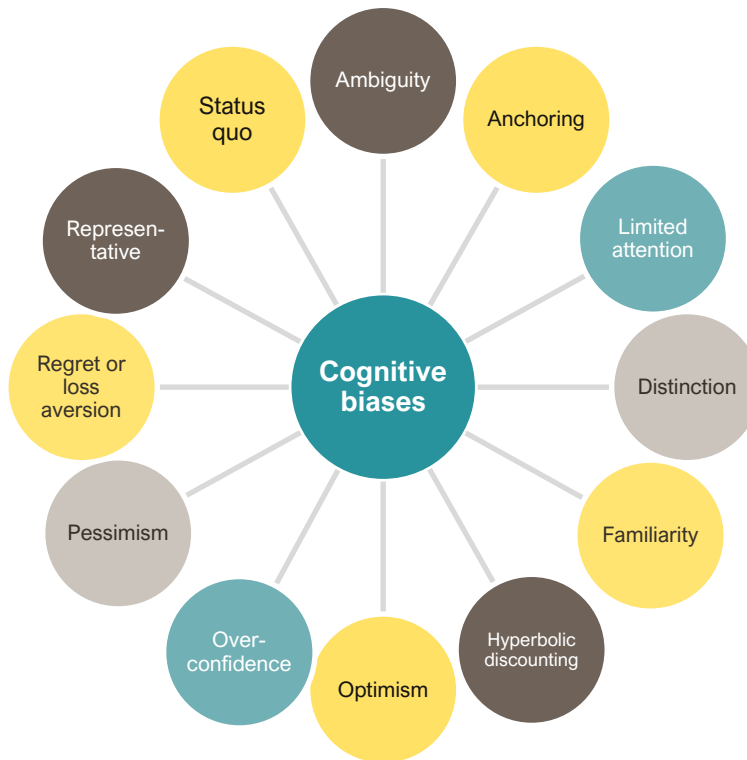 Ambiguity
Anchoring
Limited
attention
Distinction
Familiarity
Hyperbolic
discounting
Optimism
Over-
confidence
Pessimism
Regret or
loss
aversion
Represen-
tative
Status
quo
Cognitive
biases